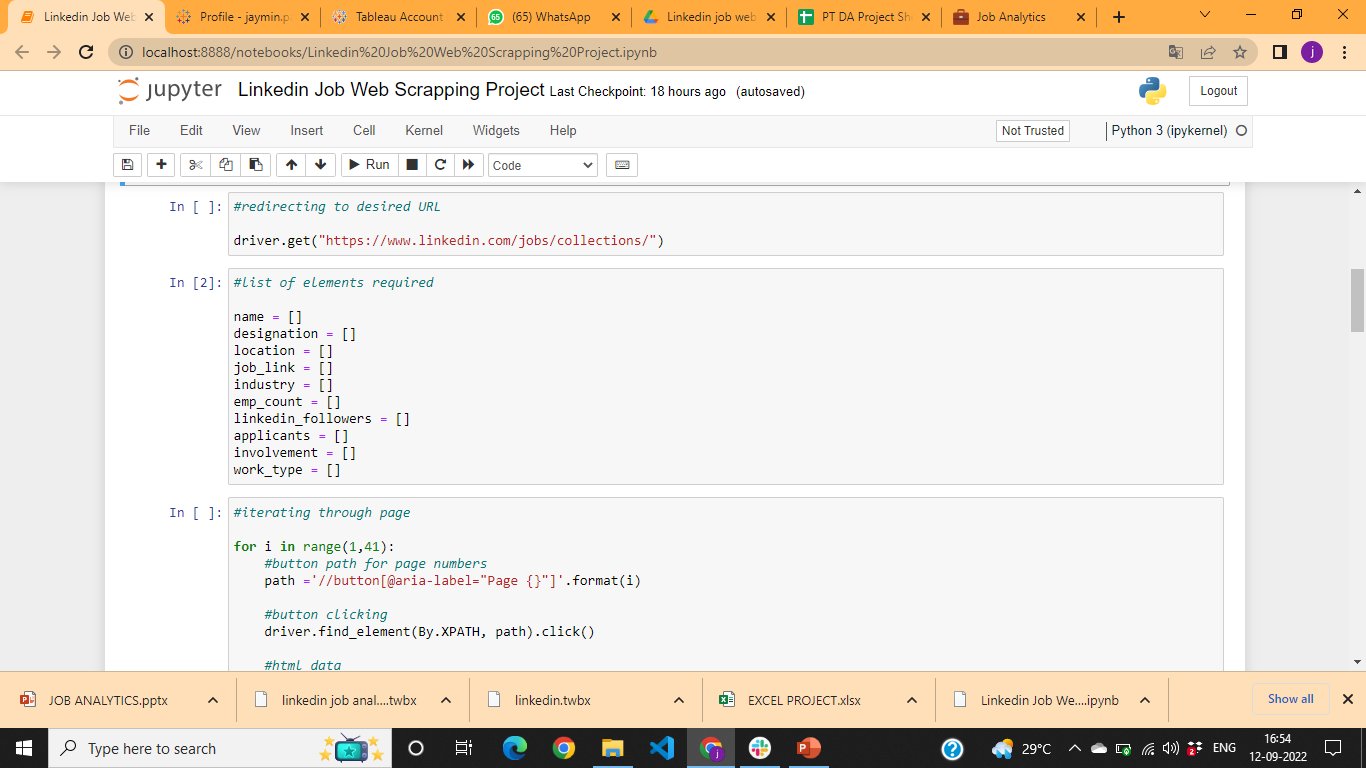 Linkedin Job Web
Profile - jaymin.p
Tableau Account
(65) WhatsApp
Linkedin job web
PT DA Project She
Job Analytics
localhost:8888/notebooks/Linkedin%20Job%20Web%20Scrapping%20Project.ipynb
j
jupyter Linkedin Job Web Scrapping Project Last Checkpoint: 18 hours ago (autosaved)
Logout
File Edit View Insert Cell Kernel Widgets Help
Not Trusted
Python 3 (ipykernel)
Run
Code
In [ ]: #redirecting to desired URL
driver.get("https://www.linkedin.com/jobs/collections/")
In [2]: #list of elements required
name = []
designation = []
location = []
job_link = []
industry = []
emp_count = []
linkedin_followers = []
applicants = []
involvement = []
work_type = []
In [ ]: #iterating through page
for i in range(1,41):
#button path for page numbers
path ='//button[@aria-label="Page {}"]'.format(i)
#button clicking
driver.find_element(By.XPATH, path).click()
#html data
JOB ANALYTICS.pptx
linkedin job anal....twbx
linkedin.twbx
EXCEL PROJECT.xlsx
Linkedin Job We....ipynb
Show all
Type here to search
29°C
ENG
16:54
12-09-2022